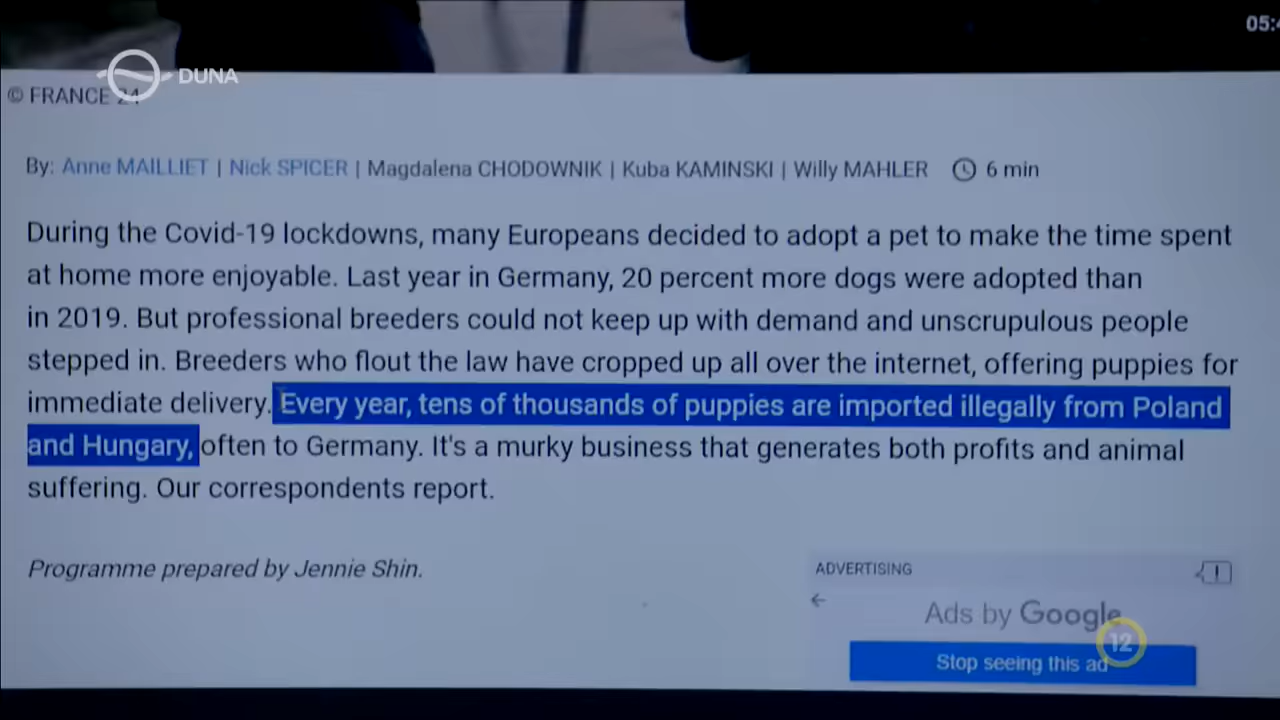 05:4
DUNA
© FRANCE 24
By: Anne MAILLIET | Nick SPICER | Magdalena CHODOWNIK | Kuba KAMINSKI | Willy MAHLER 6 min
During the Covid-19 lockdowns, many Europeans decided to adopt a pet to make the time spent
at home more enjoyable. Last year in Germany, 20 percent more dogs were adopted than
in 2019. But professional breeders could not keep up with demand and unscrupulous people
stepped in. Breeders who flout the law have cropped up all over the internet, offering puppies for
immediate delivery. Every year, tens of thousands of puppies are imported illegally from Poland
and Hungary, often to Germany. It's a murky business that generates both profits and animal
suffering. Our correspondents report.
Programme prepared by Jennie Shin.
ADVERTISING
Ads by Google
12
Stop seeing this ad